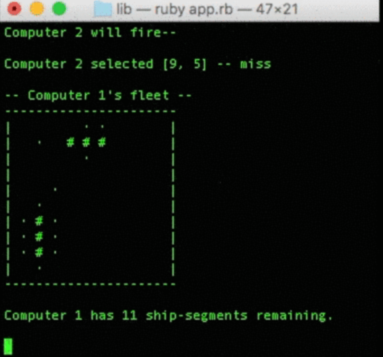 lib — ruby app.rb — 47×21
Computer 2 will fire--
Computer 2 selected [9, 5] -- miss
-- Computer 1's fleet --
-----------------------
|         · ·         |
|   ·   # # #         |
|         ·           |
|                     |
|     ·               |
|   ·                 |
| · # ·               |
| · # ·               |
| · # ·               |
|   ·                 |
-----------------------
Computer 1 has 11 ship-segments remaining.